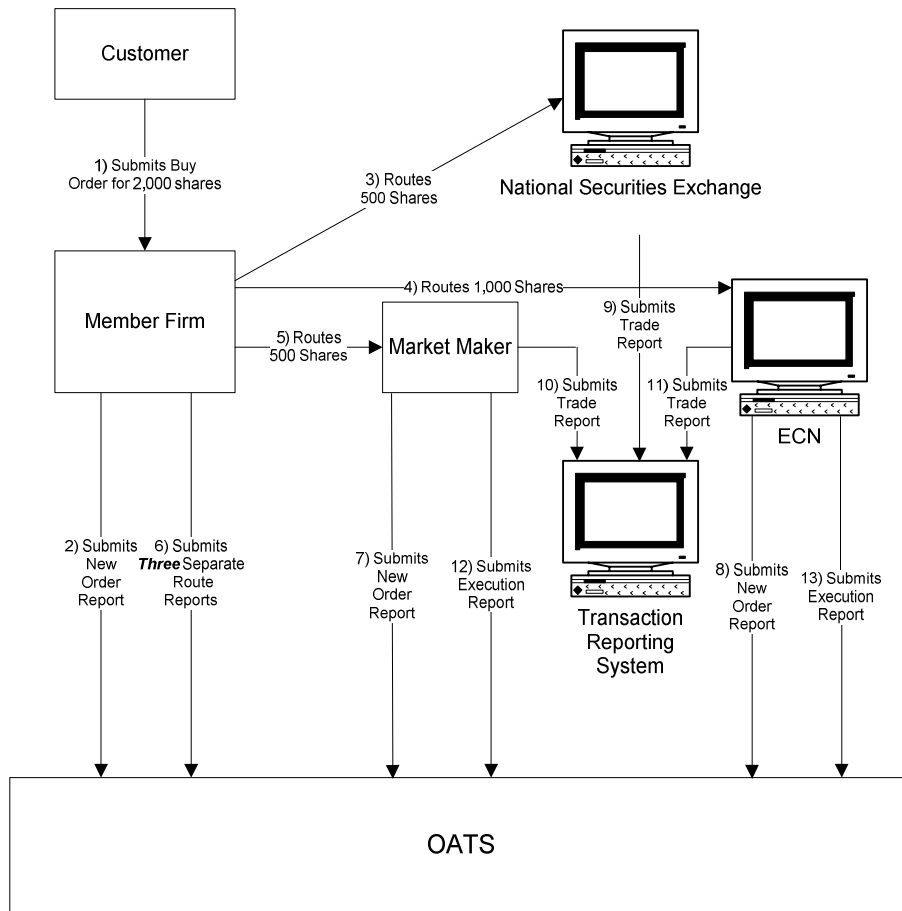 Customer
1) Submits Buy
Order for 2,000 shares
3) Routes
500 Shares
National Securities Exchange
Member Firm
4) Routes 1,000 Shares
5) Routes
500 Shares
Market Maker
9) Submits
Trade
Report
10) Submits
Trade
Report
11) Submits
Trade
Report
ECN
2) Submits
New
Order
Report
6) Submits
Three Separate
Route
Reports
7) Submits
New
Order
Report
12) Submits
Execution
Report
Transaction
Reporting
System
8) Submits
New
Order
Report
13) Submits
Execution
Report
OATS